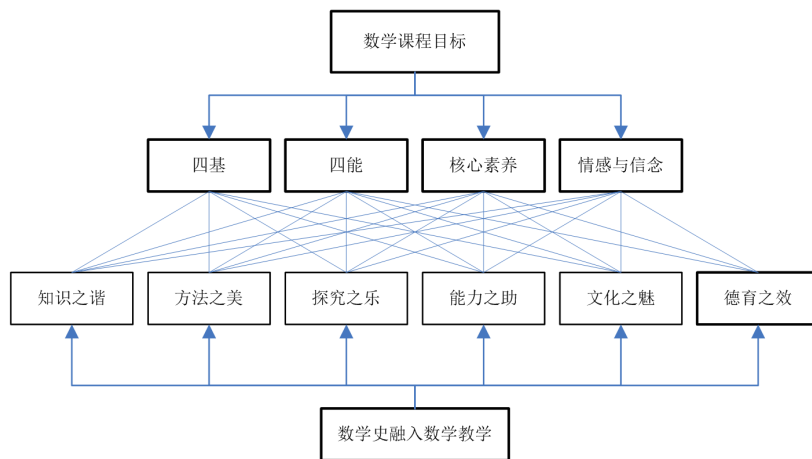 数学课程目标
四基
四能
核心素养
情感与信念
知识之谐
方法之美
探究之乐
能力之助
文化之魅
德育之效
数学史融入数学教学